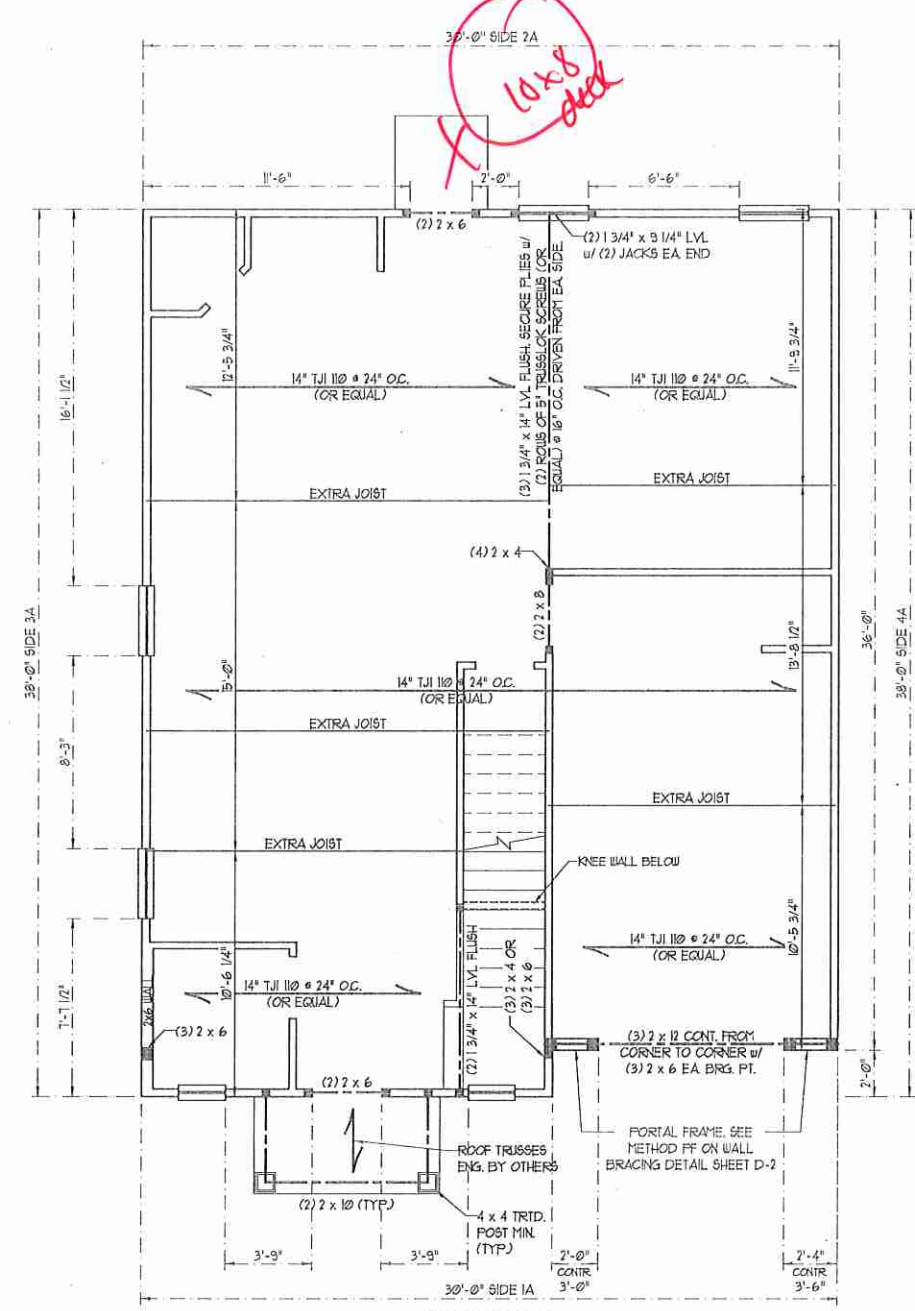 30'-0" SIDE 2A
10x8
deck
11'-6"
2'-0"
6'-6"
(2) 2 x 6
(2) 1 3/4" x 9 1/4" LVL
w/ (2) JACKS EA. END
(3) 1 3/4" x 14" LVL FLUSH. SECURE PLIES w/
(2) ROWS OF 5" TRUSSLOK SCREWS (OR
EQUAL) @ 16" O.C. DRIVEN FROM EA. SIDE.
12'-5 3/4"
11'-9 3/4"
16'-1 1/2"
14" TJI 110 @ 24" O.C.
(OR EQUAL)
14" TJI 110 @ 24" O.C.
(OR EQUAL)
EXTRA JOIST
EXTRA JOIST
(4) 2 x 4
(2) 2 x 8
38'-0" SIDE 3A
36'-0"
38'-0" SIDE 4A
13'-8 1/2"
15'-0"
14" TJI 110 @ 24" O.C.
(OR EQUAL)
EXTRA JOIST
8'-3"
EXTRA JOIST
EXTRA JOIST
KNEE WALL BELOW
10'-5 3/4"
14" TJI 110 @ 24" O.C.
(OR EQUAL)
(2) 1 3/4" x 14" LVL FLUSH
(3) 2 x 4 OR
(3) 2 x 6
10'-6 1/4"
14" TJI 110 @ 24" O.C.
(OR EQUAL)
7'-7 1/2"
2x6 WALL
(3) 2 x 6
(3) 2 x 12 CONT. FROM
CORNER TO CORNER w/
(3) 2 x 6 EA. BRG. PT.
2'-0"
(2) 2 x 6
PORTAL FRAME. SEE
METHOD PF ON WALL
BRACING DETAIL SHEET D-2
ROOF TRUSSES
ENG. BY OTHERS
(2) 2 x 10 (TYP.)
4 x 4 TRTD.
POST MIN.
(TYP.)
3'-9"
3'-9"
2'-0"
CONTR.
3'-0"
2'-4"
CONTR.
3'-6"
30'-0" SIDE 1A